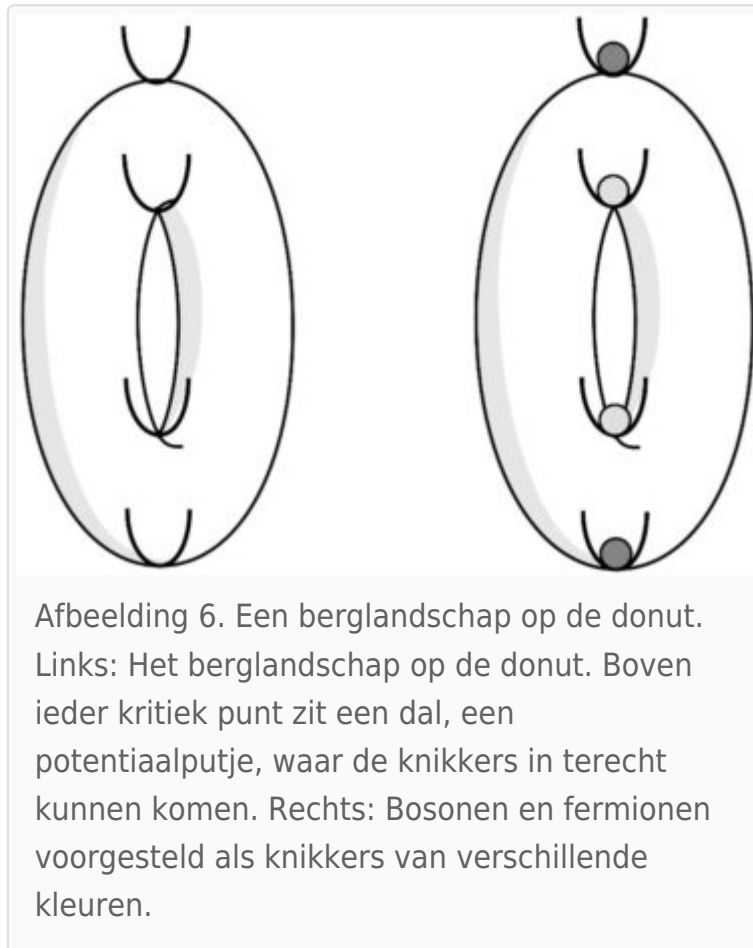 Afbeelding 6. Een berglandschap op de donut.
Links: Het berglandschap op de donut. Boven
ieder kritiek punt zit een dal, een
potentiaalputje, waar de knikkers in terecht
kunnen komen. Rechts: Bosonen en fermionen
voorgesteld als knikkers van verschillende
kleuren.